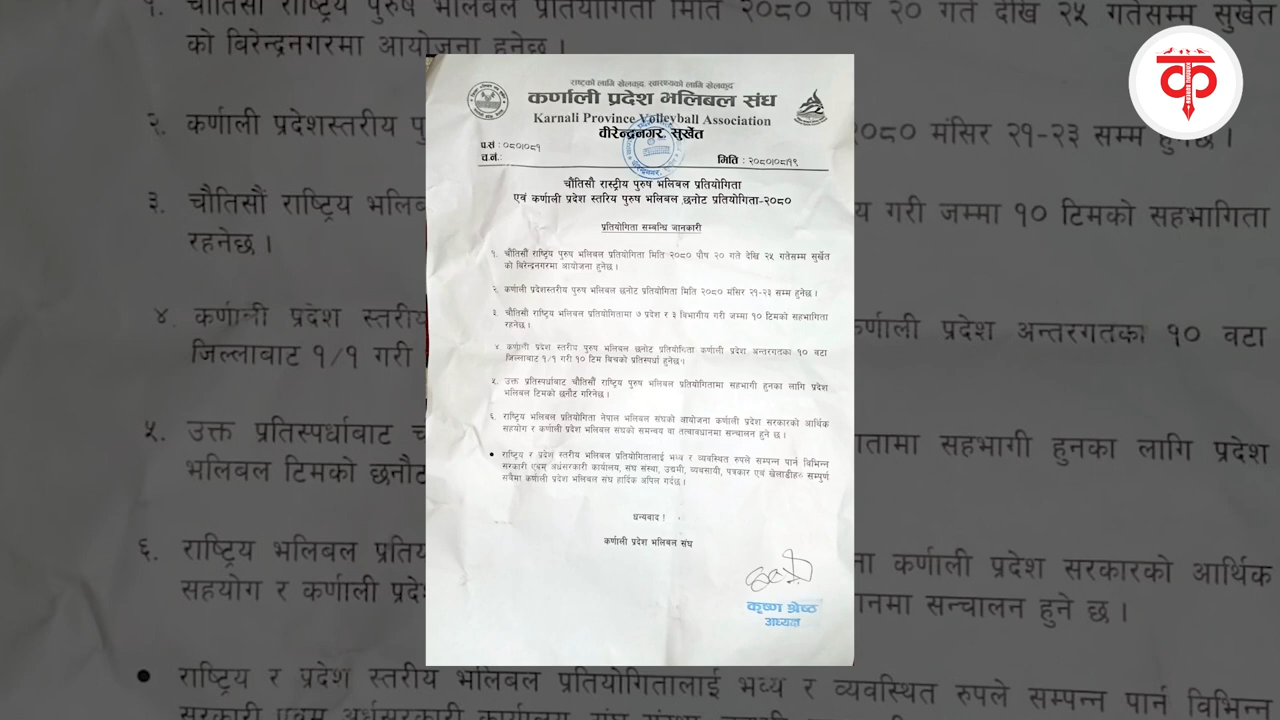 राष्ट्रको लागि खेलकुद, स्वास्थ्यको लागि खेलकुद
कर्णाली प्रदेश भलिबल संघ
Karnali Province Volleyball Association
वीरेन्द्रनगर, सुर्खेत
प.सं : ०८०।०८१
च.नं.:
मिति : २०८०।०८।१९
चौतिसौ रास्ट्रीय पुरुष भलिबल प्रतियोगिता
एवं कर्णाली प्रदेश स्तरिय पुरुष भलिबल छनोट प्रतियोगिता-२०८०
प्रतियोगिता सम्बन्धि जानकारी
१. चौतिसौं राष्ट्रिय पुरुष भलिबल प्रतियोगिता मिति २०८० पौष २० गते देखि २५ गतेसम्म सुर्खेत
को बिरेन्द्रनगरमा आयोजना हुनेछ ।
२. कर्णाली प्रदेशस्तरीय पुरुष भलिबल छनोट प्रतियोगिता मिति २०८० मंसिर २१-२३ सम्म हुनेछ ।
३. चौतिसौं राष्ट्रिय भलिबल प्रतियोगितामा ७ प्रदेश र ३ विभागीय गरी जम्मा १० टिमको सहभागिता
रहनेछ ।
४. कर्णाली प्रदेश स्तरीय पुरुष भलिबल छनोट प्रतियोगिता कर्णाली प्रदेश अन्तरगतका १० वटा
जिल्लाबाट १/१ गरी १० टिम बिचको प्रतिस्पर्धा हुनेछ ।
५. उक्त प्रतिस्पर्धाबाट चौतिसौं राष्ट्रिय पुरुष भलिबल प्रतियोगितामा सहभागी हुनका लागि प्रदेश
भलिबल टिमको छनौट गरिनेछ ।
६. राष्ट्रिय भलिबल प्रतियोगिता नेपाल भलिबल संघको आयोजना कर्णाली प्रदेश सरकारको आर्थिक
सहयोग र कर्णाली प्रदेश भलिबल संघको समन्वय वा तत्वावधानमा सन्चालन हुने छ ।
• राष्ट्रिय र प्रदेश स्तरीय भलिबल प्रतियोगितालाई भव्य र व्यवस्थित रुपले सम्पन्न पार्न विभिन्न
सरकारी एवम अर्धसरकारी कार्यालय, संघ संस्था, उद्यमी, व्यवसायी, पत्रकार एवं खेलाडीहरु सम्पुर्ण
सबैमा कर्णाली प्रदेश भलिबल संघ हार्दिक अपिल गर्दछ ।
धन्यवाद !
कर्णाली प्रदेश भलिबल संघ
कृष्ण श्रेष्ठ
अध्यक्ष